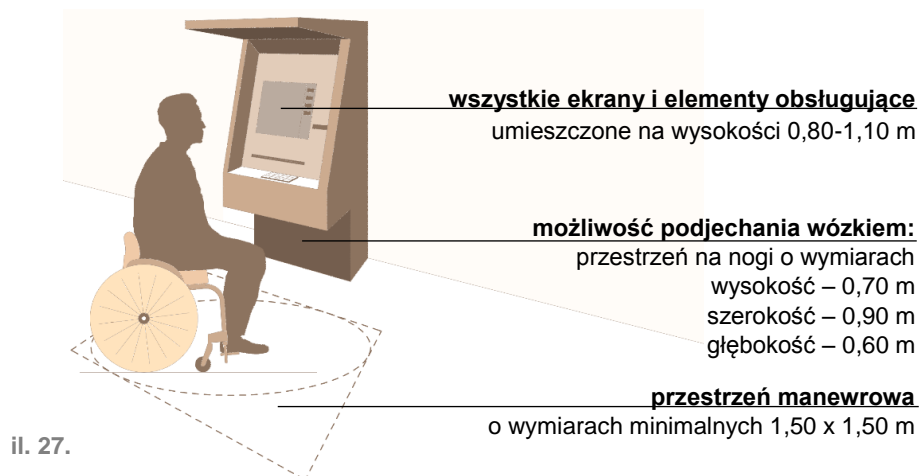 wszystkie ekrany i elementy obsługujące
umieszczone na wysokości 0,80-1,10 m
możliwość podjechania wózkiem:
przestrzeń na nogi o wymiarach
wysokość – 0,70 m
szerokość – 0,90 m
głębokość – 0,60 m
przestrzeń manewrowa
o wymiarach minimalnych 1,50 x 1,50 m
il. 27.